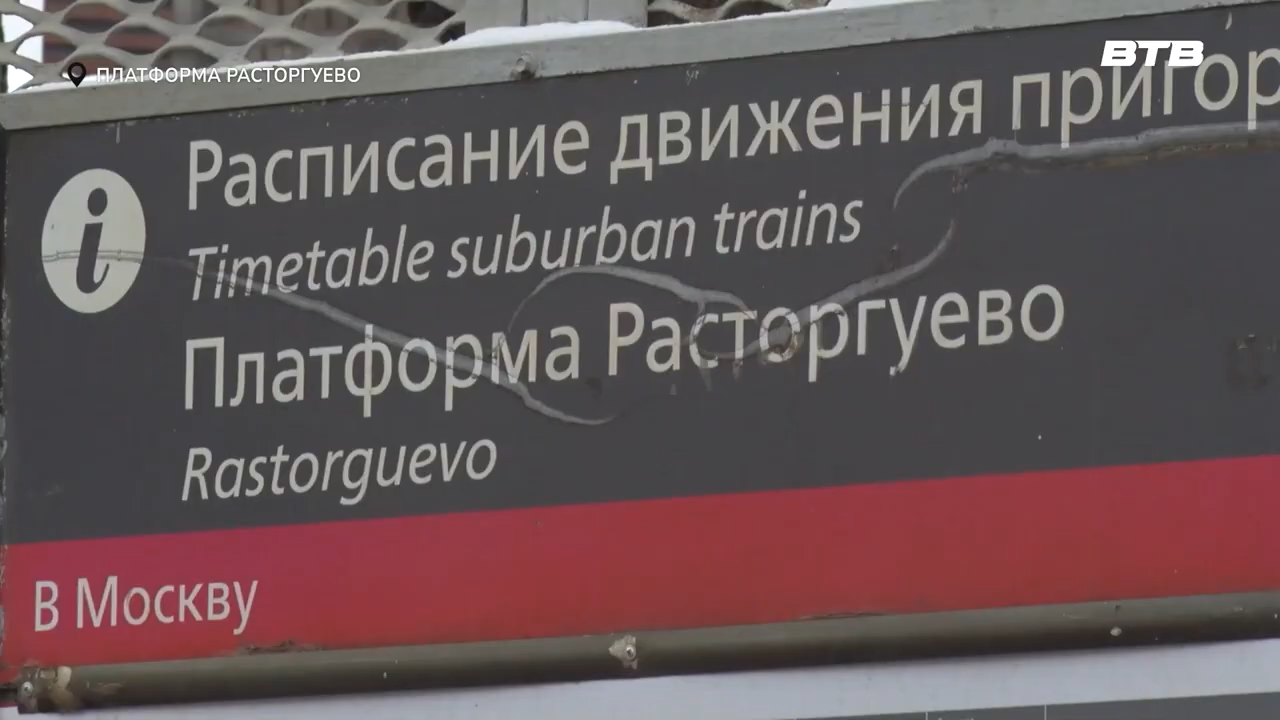 ПЛАТФОРМА РАСТОРГУЕВО
ВТВ
i
Расписание движения пригор
Timetable suburban trains
Платформа Расторгуево
Rastorguevo
В Москву